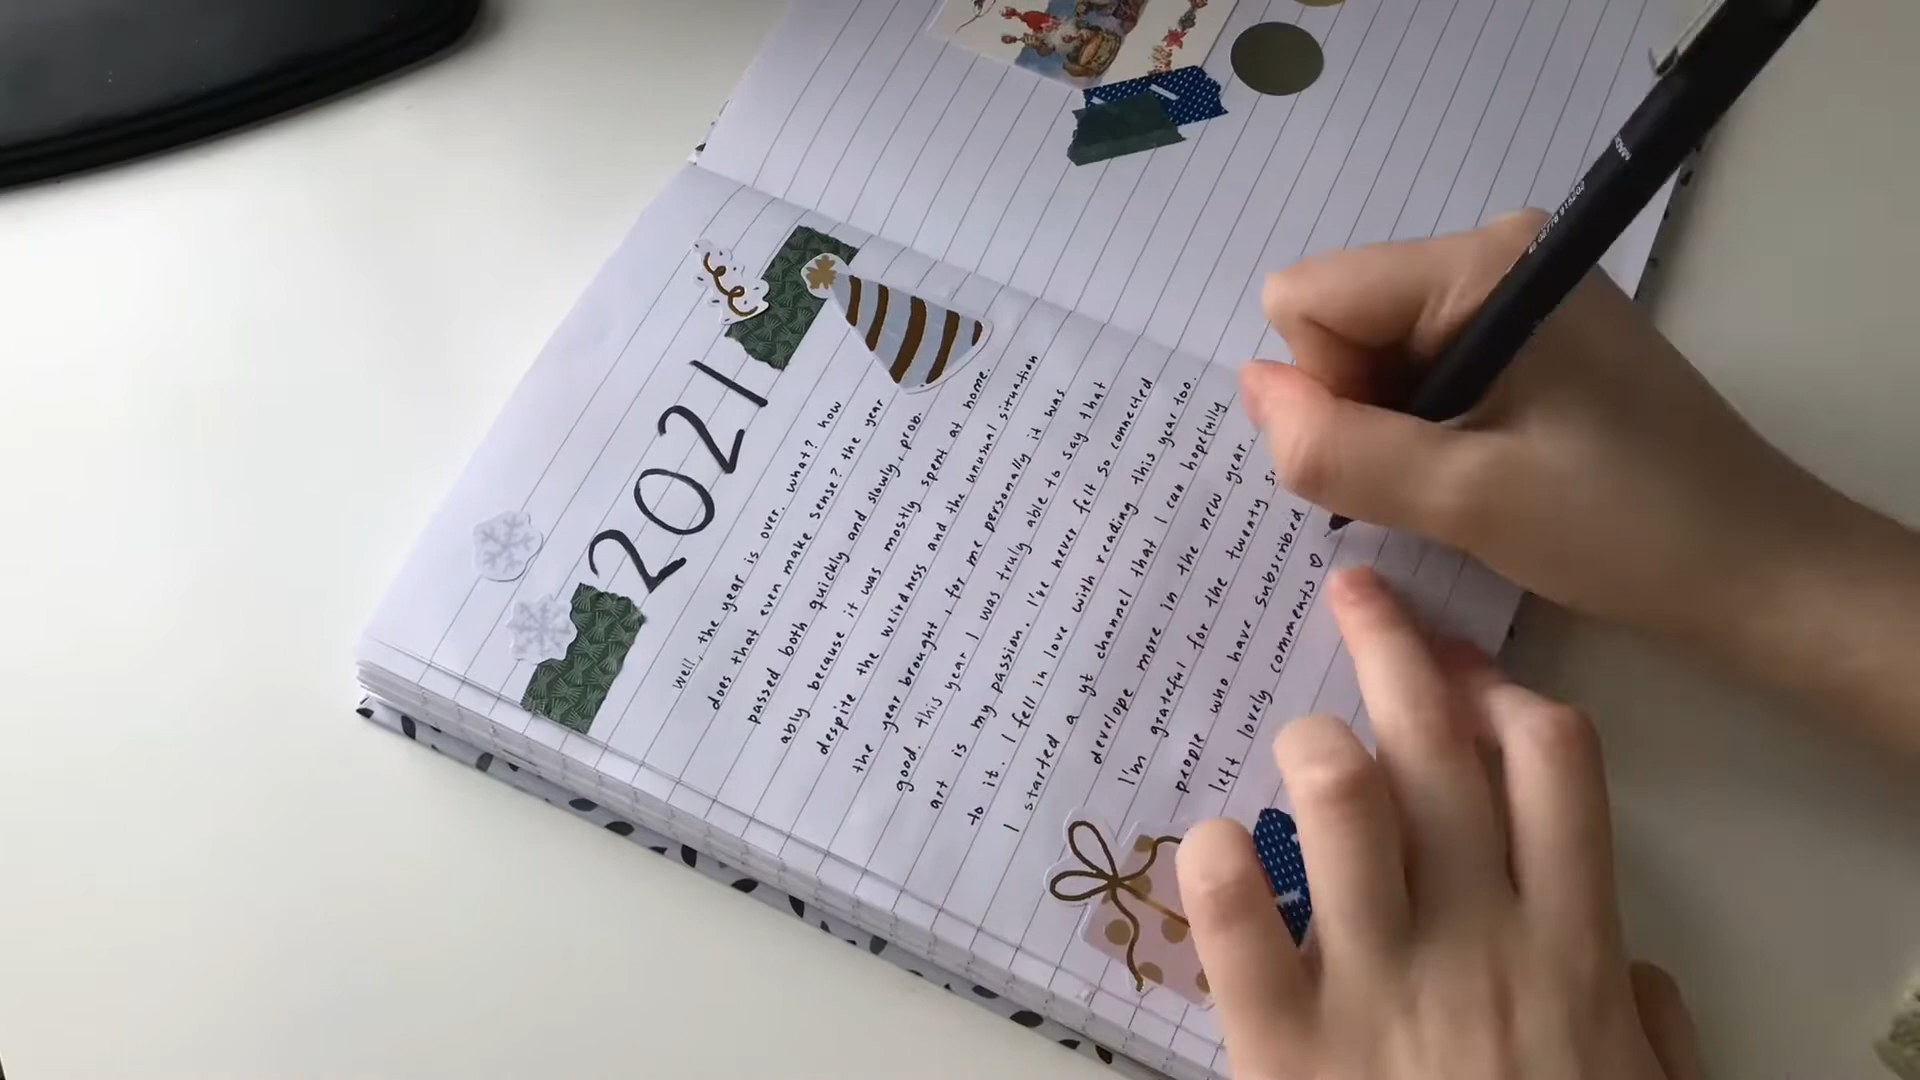 2021
well, the year is over. what? how
does that even make sense? the year
passed both quickly and slowly, prob.
ably because it was mostly spent at home.
despite the weirdness and the unusual situation
the year brought, for me personally it was
good. this year I was truly able to say that
art is my passion. I've never felt so connected
to it. I fell in love with reading this year too.
I started a yt channel that I can hopefully
develope more in the new year.
I'm grateful for the twenty
people who have subscribed
left lovely comments ♡